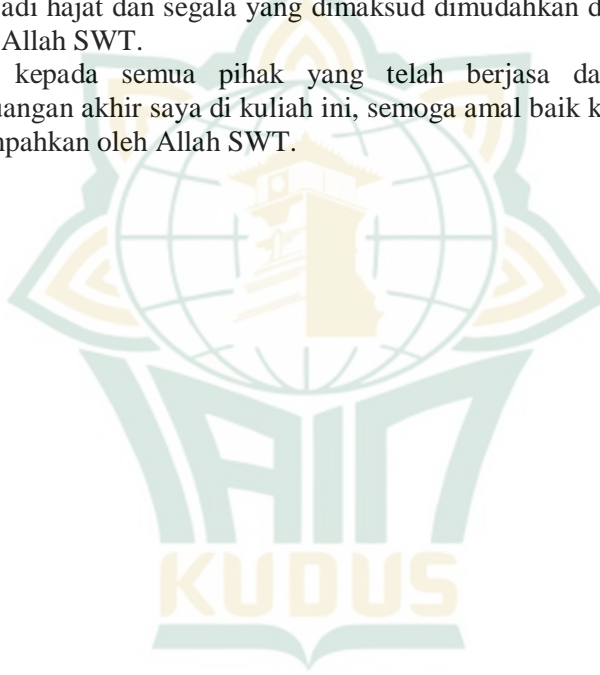 adi hajat dan segala yang dimaksud dimudahkan d
Allah SWT.
kepada semua pihak yang telah berjasa da
uangan akhir saya di kuliah ini, semoga amal baik k
npahkan oleh Allah SWT.
IAIN
KUDUS